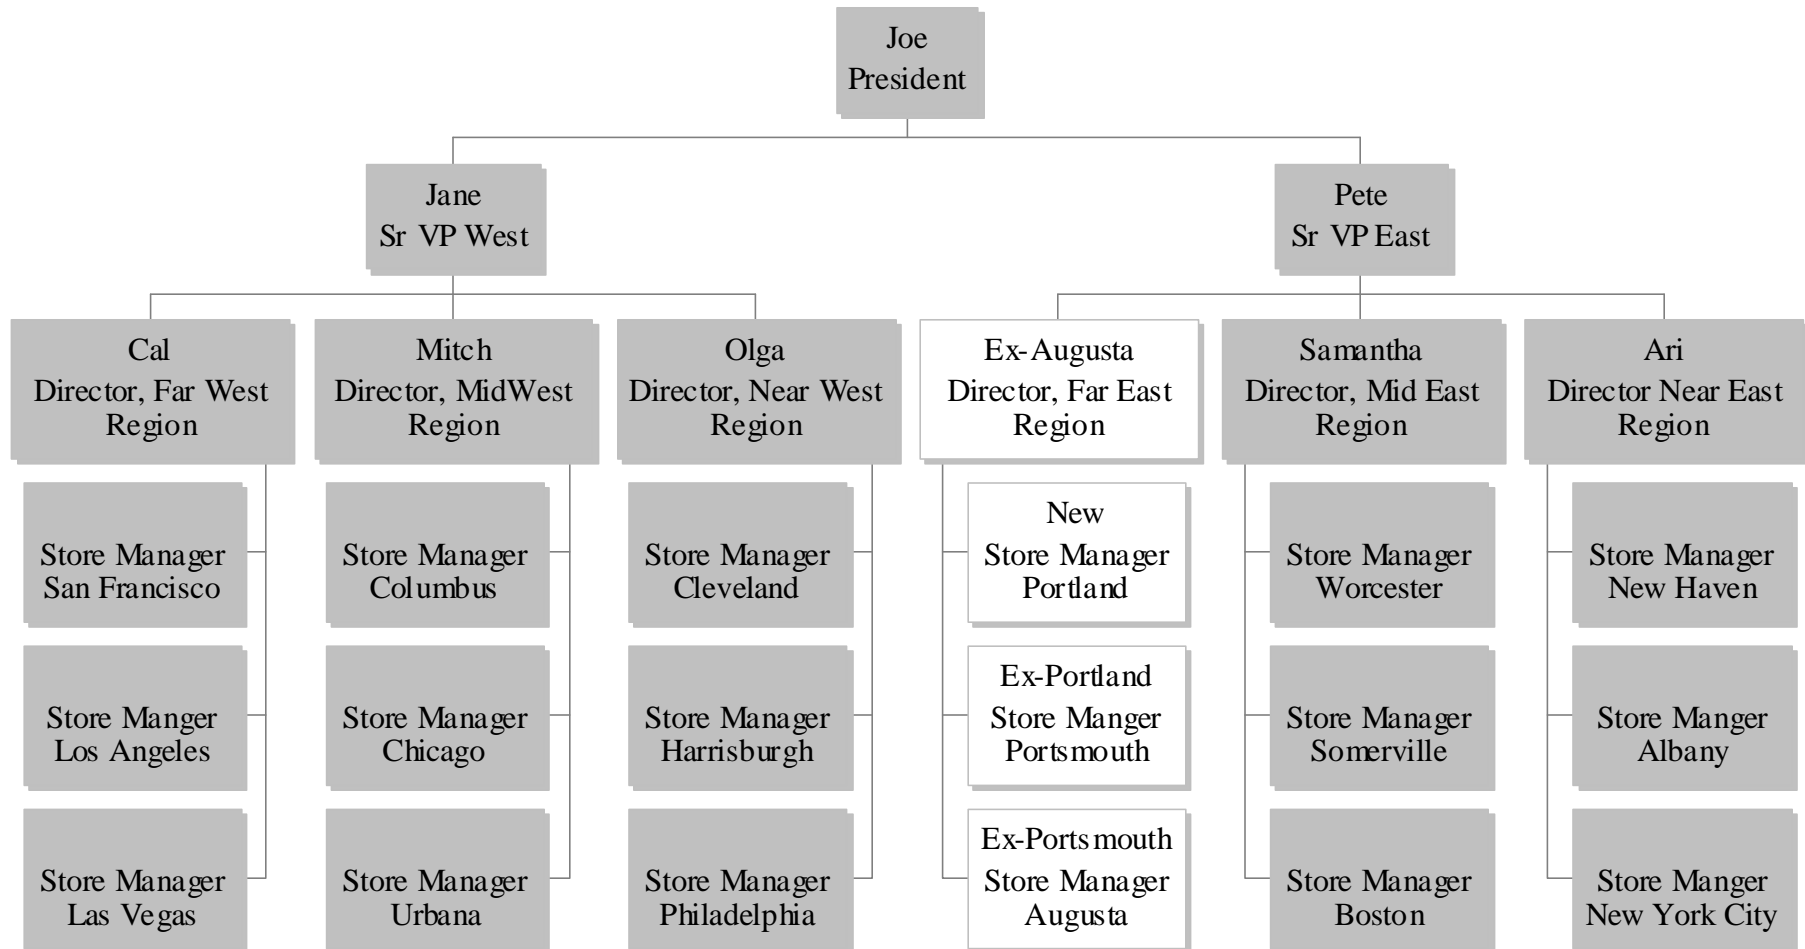 Joe
President
Jane
Sr VP West
Pete
Sr VP East
Cal
Director, Far West
Region
Mitch
Director, MidWest
Region
Olga
Director, Near West
Region
Ex-Augusta
Director, Far East
Region
Samantha
Director, Mid East
Region
Ari
Director Near East
Region
Store Manager
San Francisco
Store Manger
Los Angeles
Store Manager
Las Vegas
Store Manager
Columbus
Store Manager
Chicago
Store Manager
Urbana
Store Manager
Cleveland
Store Manager
Harrisburgh
Store Manager
Philadelphia
New
Store Manager
Portland
Ex-Portland
Store Manger
Portsmouth
Ex-Portsmouth
Store Manager
Augusta
Store Manager
Worcester
Store Manager
Somerville
Store Manager
Boston
Store Manager
New Haven
Store Manger
Albany
Store Manger
New York City